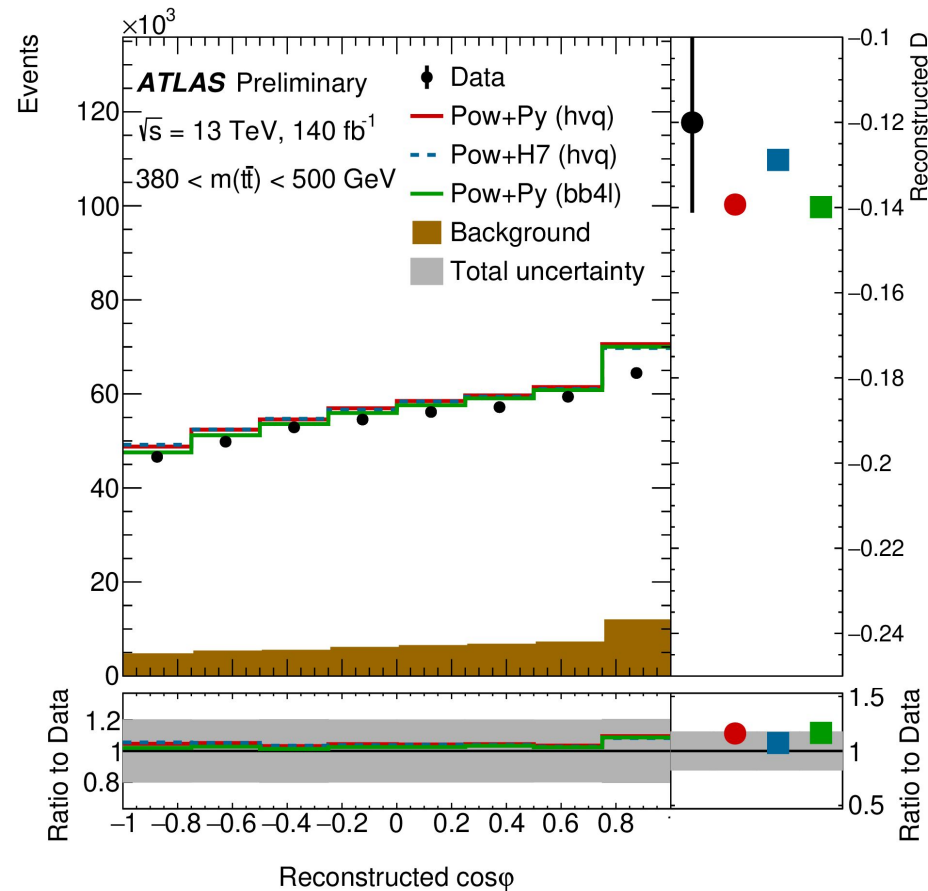 ×10³
Events
ATLAS Preliminary
√s = 13 TeV, 140 fb⁻¹
380 < m(tt̄) < 500 GeV
Data
Pow+Py (hvq)
Pow+H7 (hvq)
Pow+Py (bb4l)
Background
Total uncertainty
120
100
80
60
40
20
0
−0.1
−0.12
−0.14
−0.16
−0.18
−0.2
−0.22
−0.24
Reconstructed D
Ratio to Data
1.2
1
0.8
1.5
1
0.5
Ratio to Data
−1 −0.8 −0.6 −0.4 −0.2 0 0.2 0.4 0.6 0.8
Reconstructed cosφ